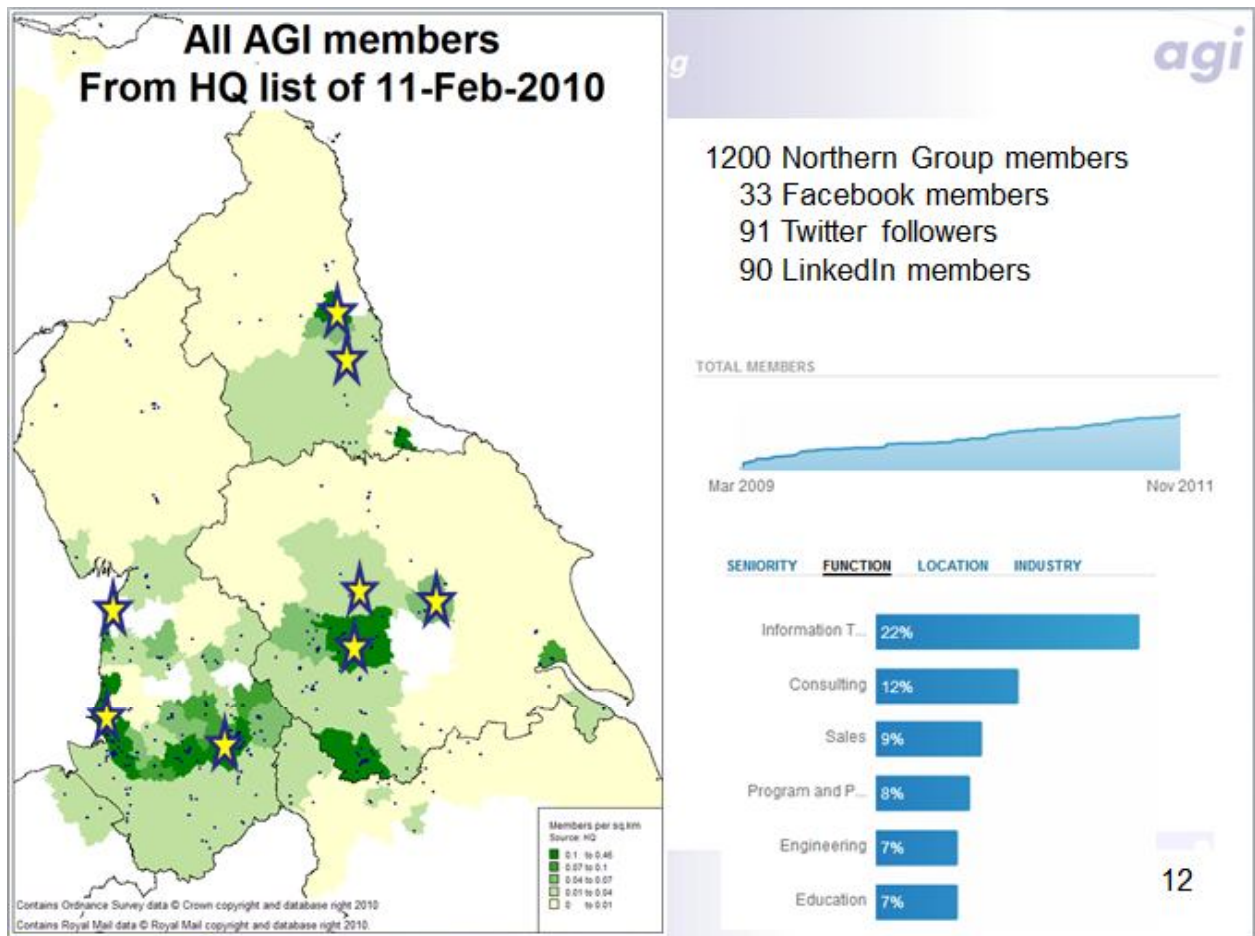 All AGI members
From HQ list of 11-Feb-2010
Members per sq.km
Source: HQ
0.1 to 0.46
0.07 to 0.1
0.04 to 0.07
0.01 to 0.04
0 to 0.01
Contains Ordnance Survey data © Crown copyright and database right 2010
Contains Royal Mail data © Royal Mail copyright and database right 2010.
g
agi
1200 Northern Group members
33 Facebook members
91 Twitter followers
90 LinkedIn members
TOTAL MEMBERS
Mar 2009 Nov 2011
SENIORITY FUNCTION LOCATION INDUSTRY
Information T... 22%
Consulting 12%
Sales 9%
Program and P... 8%
Engineering 7%
Education 7%
12